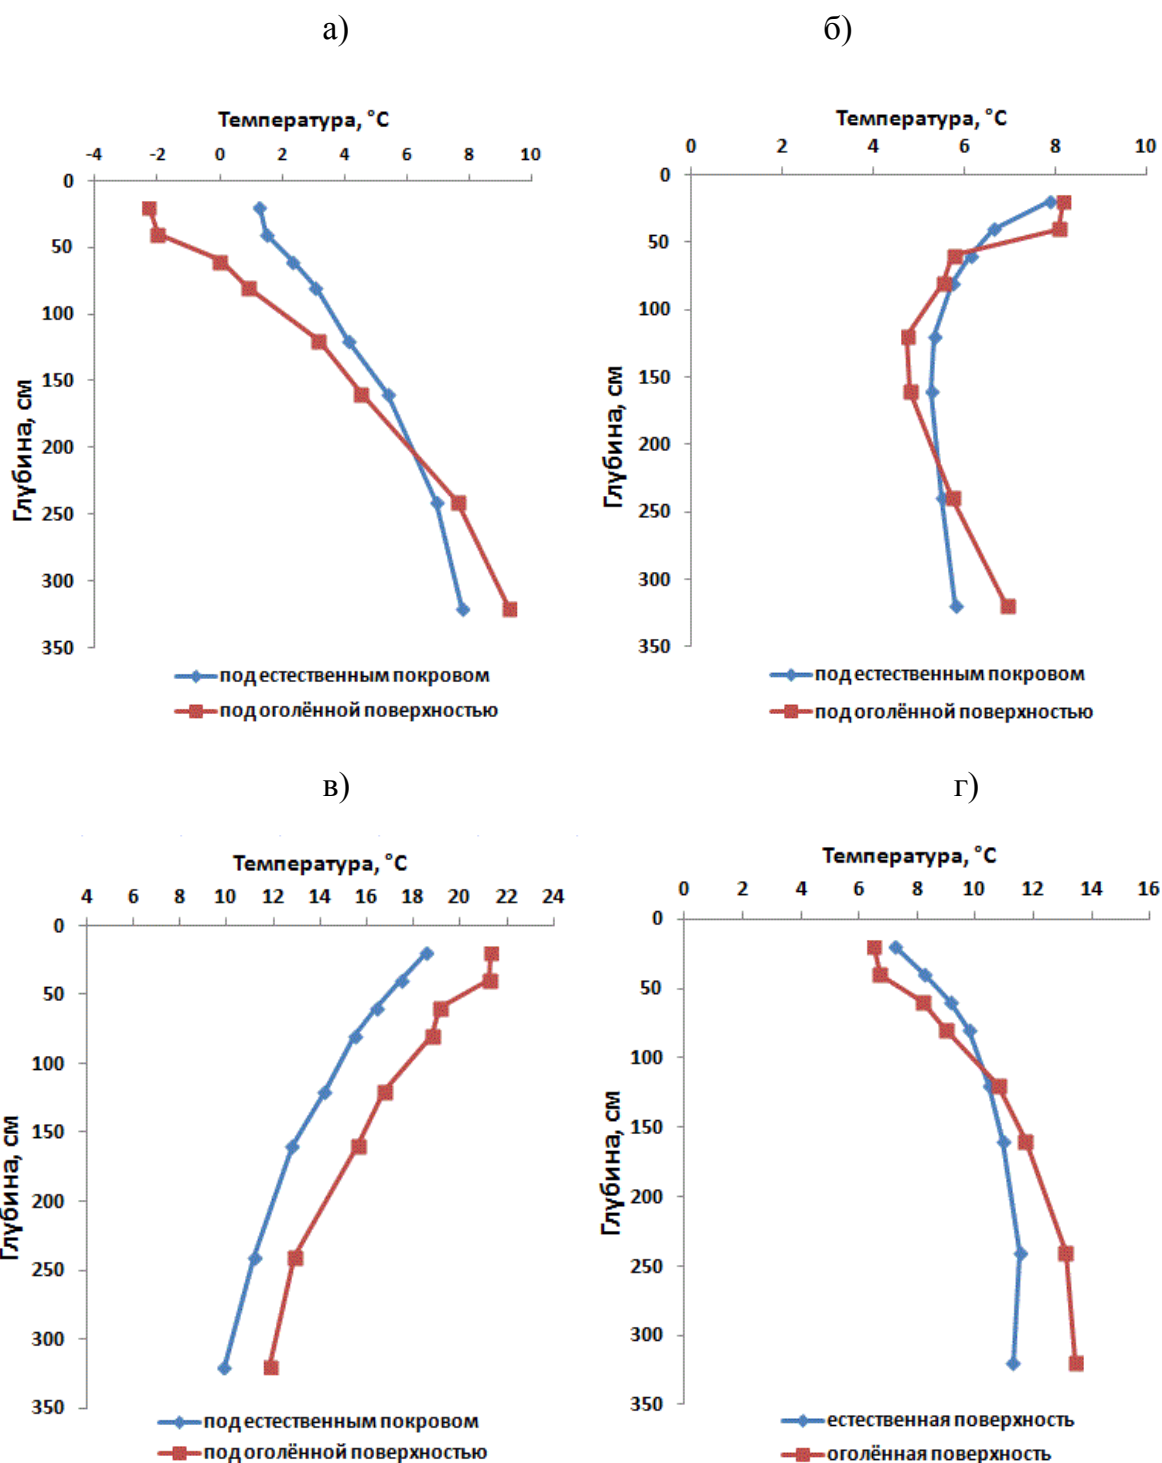 а)
б)
Температура, °С
-4 -2 0 2 4 6 8 10
0
50
100
150
200
250
300
350
Глубина, см
под естественным покровом
под оголённой поверхностью
Температура, °С
0 2 4 6 8 10
0
50
100
150
200
250
300
350
Глубина, см
под естественным покровом
под оголённой поверхностью
в)
г)
Температура, °С
4 6 8 10 12 14 16 18 20 22 24
0
50
100
150
200
250
300
350
Глубина, см
под естественным покровом
под оголённой поверхностью
Температура, °С
0 2 4 6 8 10 12 14 16
0
50
100
150
200
250
300
350
Глубина, см
естественная поверхность
оголённая поверхность